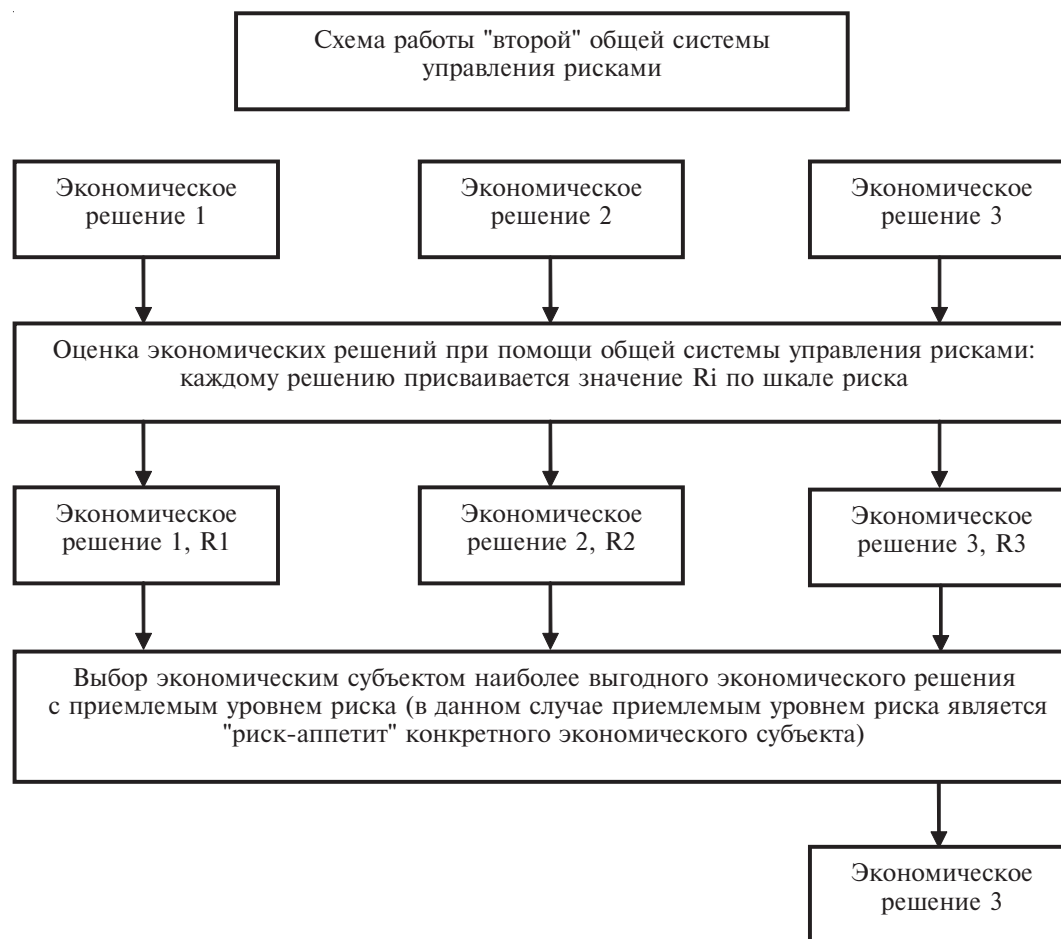 Схема работы "второй" общей системы
управления рисками
Экономическое
решение 1
Экономическое
решение 2
Экономическое
решение 3
Оценка экономических решений при помощи общей системы управления рисками:
каждому решению присваивается значение Ri по шкале риска
Экономическое
решение 1, R1
Экономическое
решение 2, R2
Экономическое
решение 3, R3
Выбор экономическим субъектом наиболее выгодного экономического решения
с приемлемым уровнем риска (в данном случае приемлемым уровнем риска является
"риск-аппетит" конкретного экономического субъекта)
Экономическое
решение 3